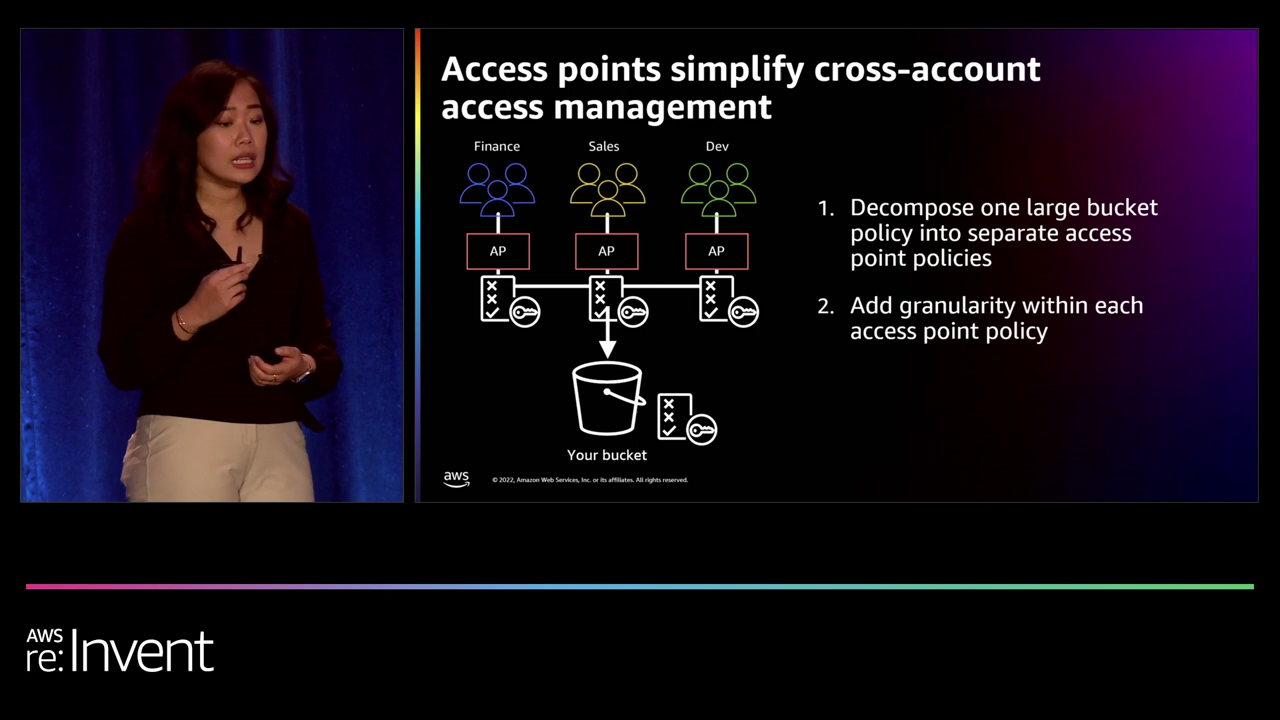 Access points simplify cross-account
access management
Finance
Sales
Dev
AP
AP
AP
Your bucket
1. Decompose one large bucket
policy into separate access
point policies
2. Add granularity within each
access point policy
aws
© 2022, Amazon Web Services, Inc. or its affiliates. All rights reserved.
AWS
re:Invent